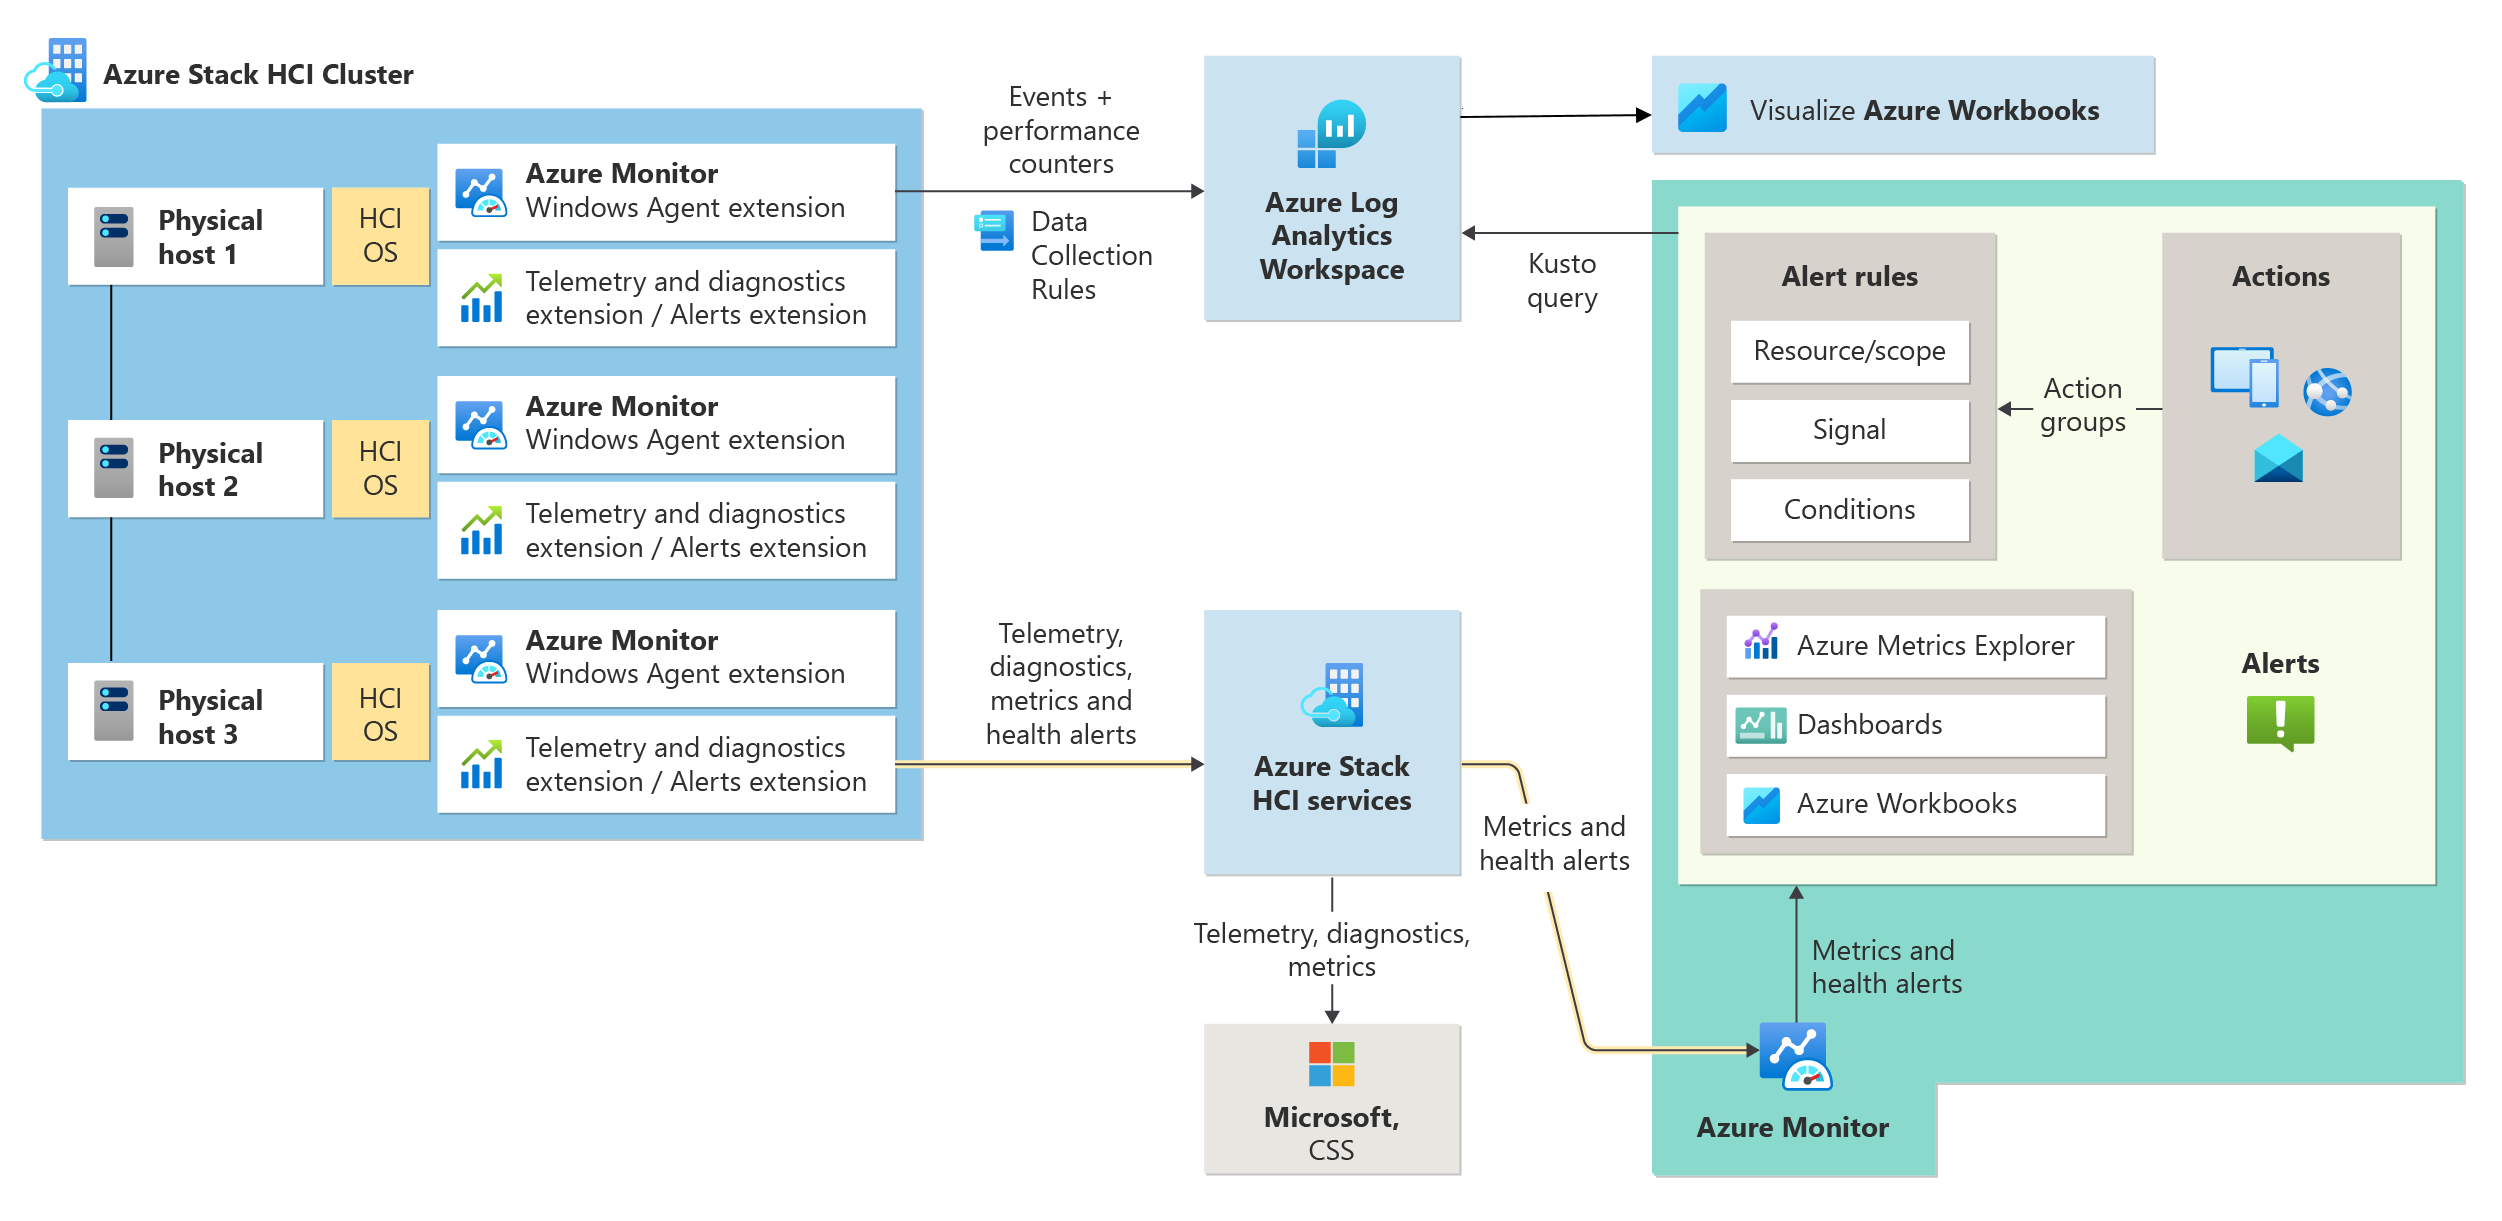 Azure Stack HCI Cluster
Physical
host 1
HCI
OS
Azure Monitor
Windows Agent extension
Telemetry and diagnostics
extension / Alerts extension
Physical
host 2
HCI
OS
Azure Monitor
Windows Agent extension
Telemetry and diagnostics
extension / Alerts extension
Physical
host 3
HCI
OS
Azure Monitor
Windows Agent extension
Telemetry and diagnostics
extension / Alerts extension
Events +
performance
counters
Data
Collection
Rules
Azure Log
Analytics
Workspace
Visualize Azure Workbooks
Kusto
query
Alert rules
Resource/scope
Signal
Conditions
Action
groups
Actions
Azure Metrics Explorer
Dashboards
Azure Workbooks
Alerts
Telemetry,
diagnostics,
metrics and
health alerts
Azure Stack
HCI services
Metrics and
health alerts
Telemetry, diagnostics,
metrics
Microsoft,
CSS
Metrics and
health alerts
Azure Monitor